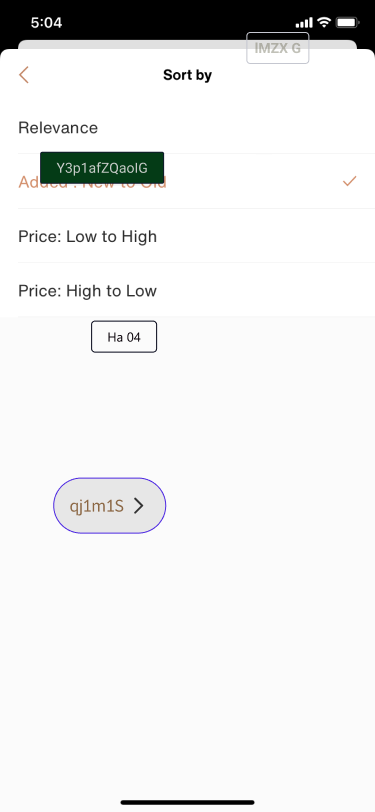 5:04
IMZX G
Sort by
Relevance
Y3p1afZQaoIG
Added : New to Old
Price: Low to High
Price: High to Low
Ha 04
qj1m1S